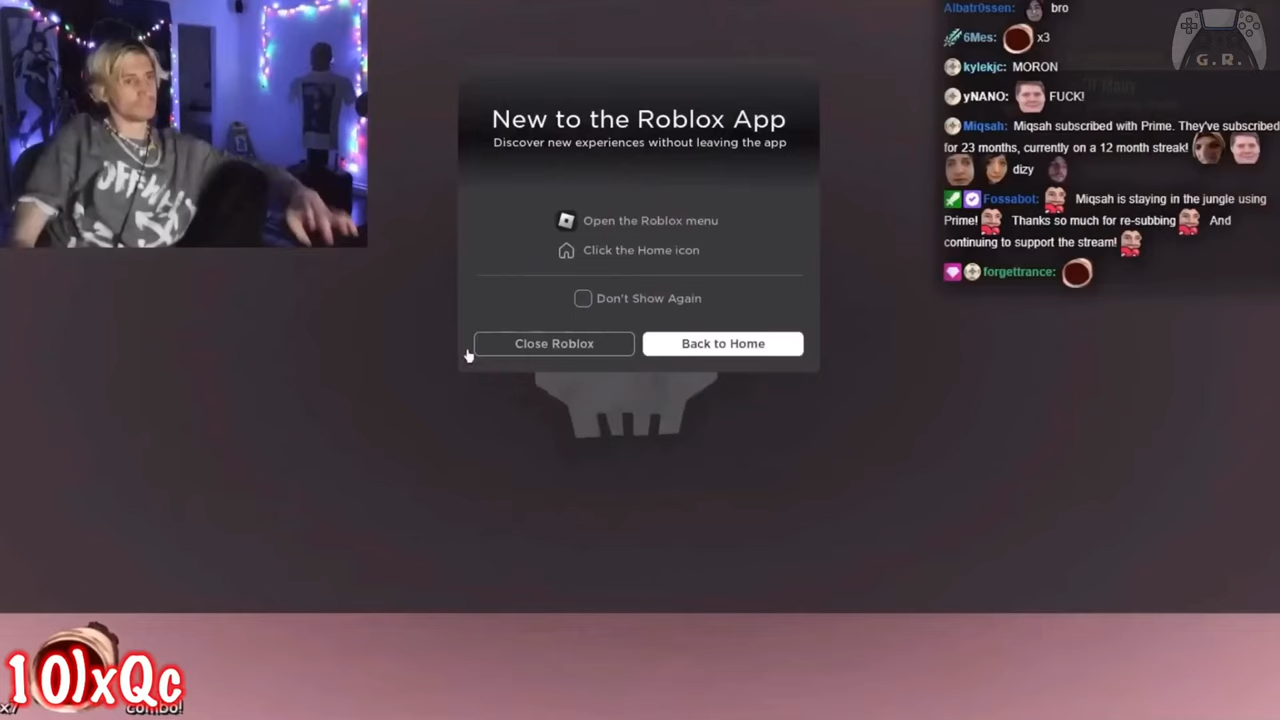 New to the Roblox App
Discover new experiences without leaving the app
Open the Roblox menu
Click the Home icon
Don't Show Again
Close Roblox
Back to Home
Albatr0ssen: bro
6Mes: x3
kylekjc: MORON
yNANO: FUCK!
Miqsah: Miqsah subscribed with Prime. They've subscribed
for 23 months, currently on a 12 month streak!
dizy
Fossabot: Miqsah is staying in the jungle using
Prime! Thanks so much for re-subbing And
continuing to support the stream!
forgettrance:
G.R.
OFF
10)xQc
x7 combo!